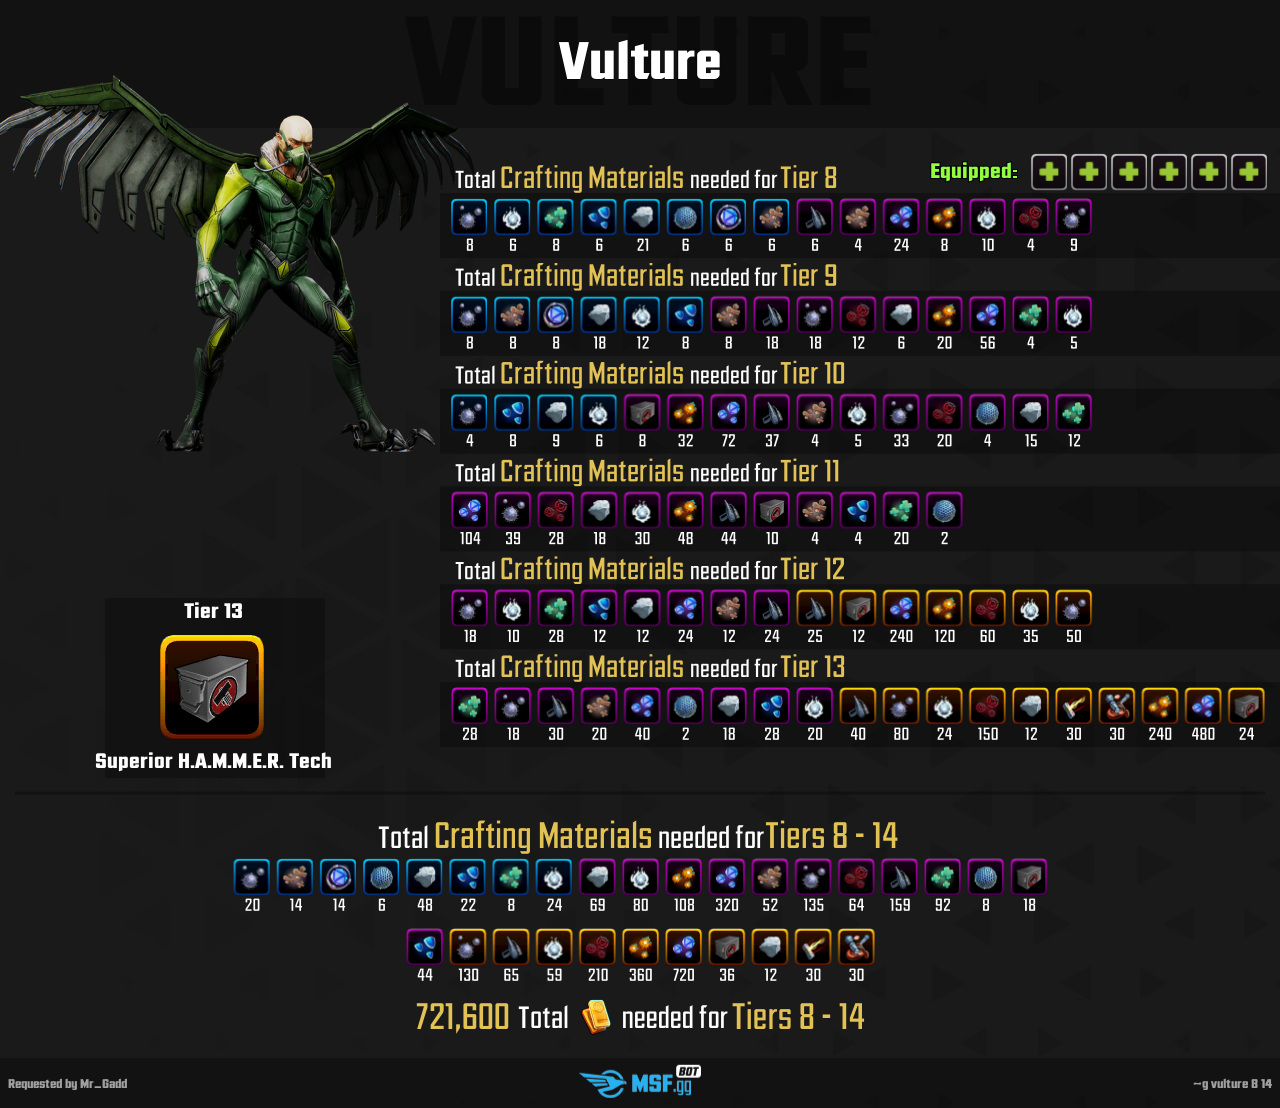 VULTURE
Vulture
Equipped:
Total Crafting Materials needed for Tier 8
8 6 8 6 21 6 6 6 6 4 24 8 10 4 9
Total Crafting Materials needed for Tier 9
8 8 8 18 12 8 8 18 18 12 6 20 56 4 5
Total Crafting Materials needed for Tier 10
4 8 9 6 8 32 72 37 4 5 33 20 4 15 12
Total Crafting Materials needed for Tier 11
104 39 28 18 30 48 44 10 4 4 20 2
Total Crafting Materials needed for Tier 12
18 10 28 12 12 24 12 24 25 12 240 120 60 35 50
Total Crafting Materials needed for Tier 13
28 18 30 20 40 2 18 28 20 40 80 24 150 12 30 30 240 480 24
Tier 13
Superior H.A.M.M.E.R. Tech
Total Crafting Materials needed for Tiers 8 - 14
20 14 14 6 48 22 8 24 69 80 108 320 52 135 64 159 92 8 18
44 130 65 59 210 360 720 36 12 30 30
721,600 Total needed for Tiers 8 - 14
Requested by Mr_Gadd
MSF.gg BOT
~g vulture 8 14